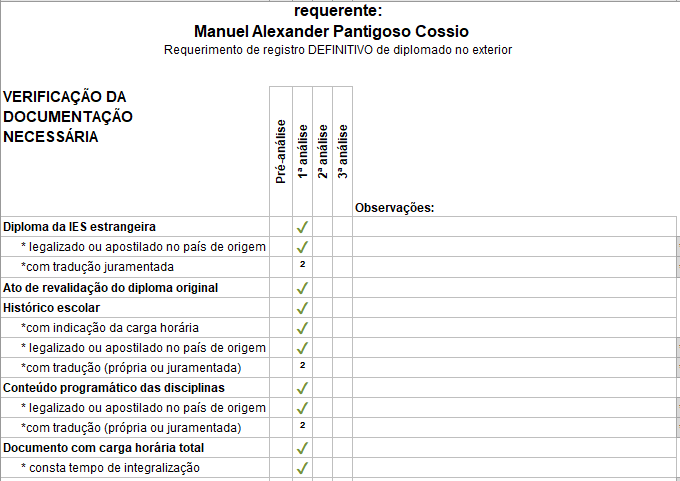 requerente:
Manuel Alexander Pantigoso Cossio
Requerimento de registro DEFINITIVO de diplomado no exterior
VERIFICAÇÃO DA
DOCUMENTAÇÃO
NECESSÁRIA
Pré-análise
1ª análise
2ª análise
3ª análise
Observações:
Diploma da IES estrangeira ✓
* legalizado ou apostilado no país de origem ✓
*com tradução juramentada 2
Ato de revalidação do diploma original ✓
Histórico escolar ✓
*com indicação da carga horária ✓
* legalizado ou apostilado no país de origem ✓
*com tradução (própria ou juramentada) 2
Conteúdo programático das disciplinas ✓
* legalizado ou apostilado no país de origem ✓
*com tradução (própria ou juramentada) 2
Documento com carga horária total ✓
* consta tempo de integralização ✓